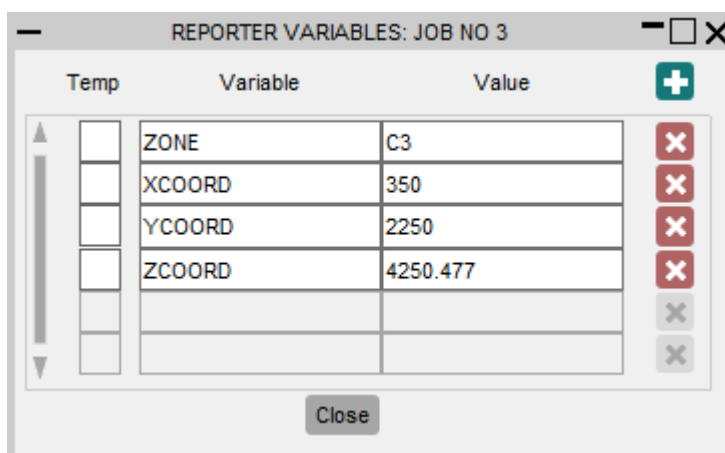 REPORTER VARIABLES: JOB NO 3
Temp Variable Value
ZONE C3
XCOORD 350
YCOORD 2250
ZCOORD 4250.477
Close